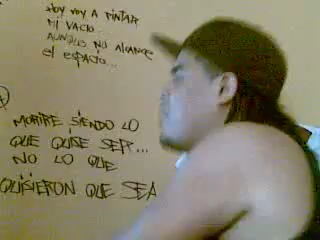 HOY VOY A PINTAR
MI VACIO
AUNQUE NO ALCANCE
el ESPACIO...
MORIRE SIENDO LO
QUE QUISE SER...
NO LO QUE
QUISIERON QUE SEA